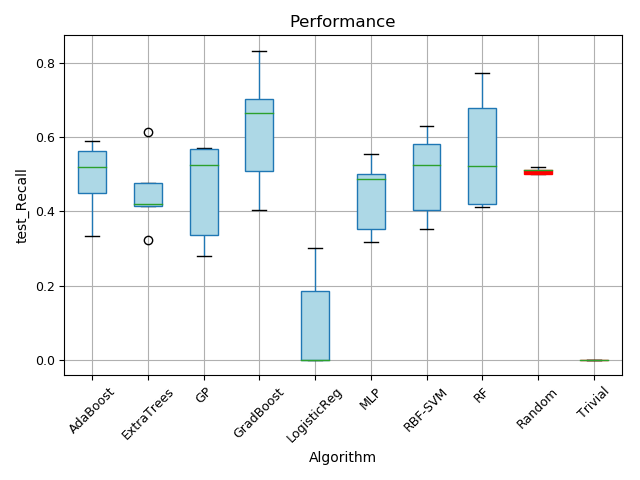 Performance
test_Recall
0.8
0.6
0.4
0.2
0.0
AdaBoost
ExtraTrees
GP
GradBoost
LogisticReg
MLP
RBF-SVM
RF
Random
Trivial
Algorithm